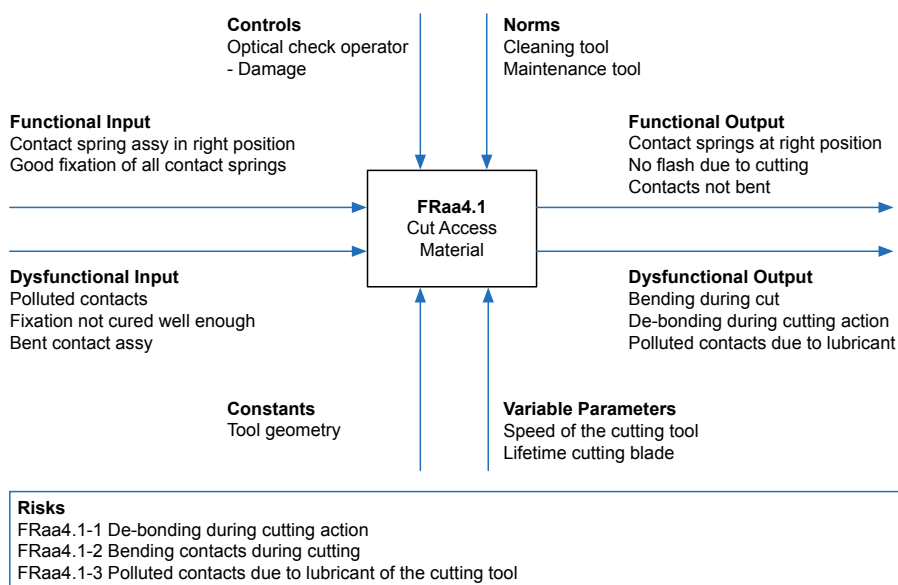 Controls
Optical check operator
- Damage
Norms
Cleaning tool
Maintenance tool
Functional Input
Contact spring assy in right position
Good fixation of all contact springs
Functional Output
Contact springs at right position
No flash due to cutting
Contacts not bent
FRaa4.1
Cut Access
Material
Dysfunctional Input
Polluted contacts
Fixation not cured well enough
Bent contact assy
Dysfunctional Output
Bending during cut
De-bonding during cutting action
Polluted contacts due to lubricant
Constants
Tool geometry
Variable Parameters
Speed of the cutting tool
Lifetime cutting blade
Risks
FRaa4.1-1 De-bonding during cutting action
FRaa4.1-2 Bending contacts during cutting
FRaa4.1-3 Polluted contacts due to lubricant of the cutting tool